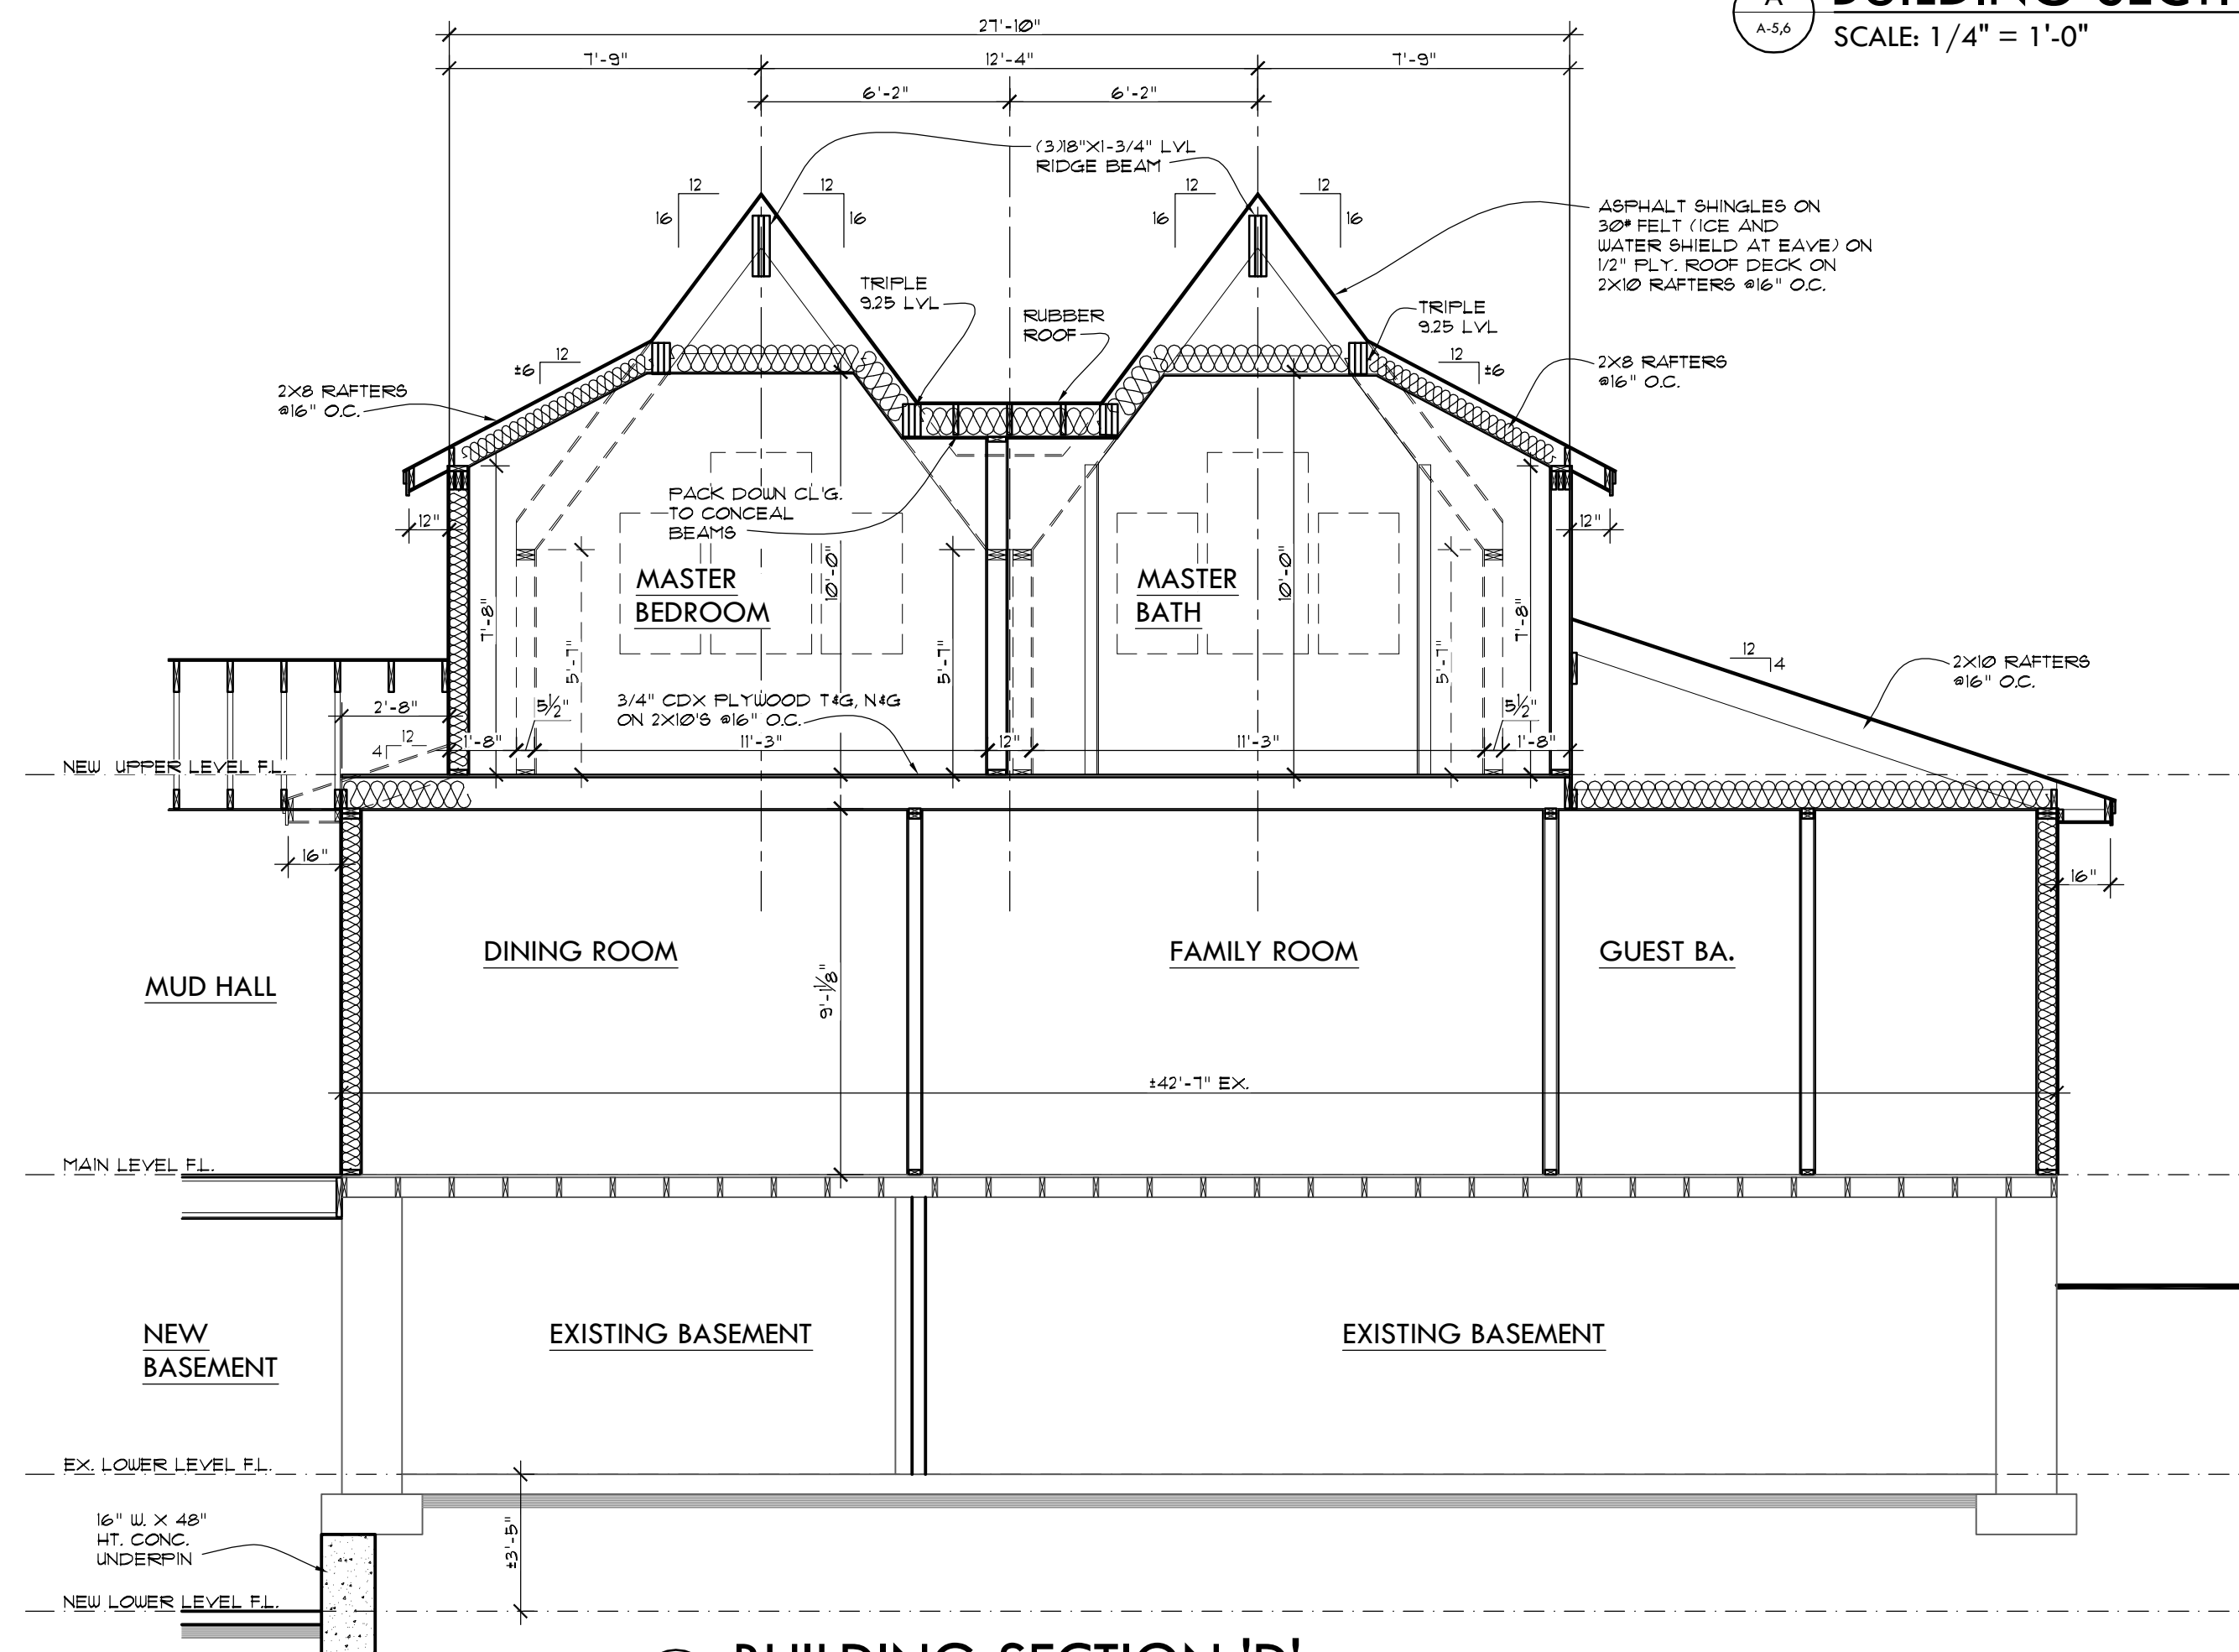 A-5,6
SCALE: 1/4" = 1'-0"
27'-10"
7'-9"
12'-4"
7'-9"
6'-2"
6'-2"
(3)18"X1-3/4" LVL
RIDGE BEAM
12
16
12
16
12
16
12
16
ASPHALT SHINGLES ON
30# FELT (ICE AND
WATER SHIELD AT EAVE) ON
1/2" PLY. ROOF DECK ON
2X10 RAFTERS @16" O.C.
TRIPLE
9.25 LVL
RUBBER
ROOF
TRIPLE
9.25 LVL
12
±6
12
±6
2X8 RAFTERS
@16" O.C.
2X8 RAFTERS
@16" O.C.
PACK DOWN CL'G.
TO CONCEAL
BEAMS
12"
12"
MASTER
BEDROOM
MASTER
BATH
10'-0"
10'-0"
7'-8"
7'-8"
5'-7"
5'-7"
5'-7"
3/4" CDX PLYWOOD T&G, N&G
ON 2X10'S @16" O.C.
5½"
5½"
12
4
2X10 RAFTERS
@16" O.C.
2'-8"
12
4
1'-8"
11'-3"
12"
11'-3"
1'-8"
NEW UPPER LEVEL F.L.
16"
16"
DINING ROOM
FAMILY ROOM
GUEST BA.
MUD HALL
9'-1⅛"
±42'-7" EX.
MAIN LEVEL F.L.
NEW
BASEMENT
EXISTING BASEMENT
EXISTING BASEMENT
EX. LOWER LEVEL F.L.
16" W. X 48"
HT. CONC.
UNDERPIN
±3'-5"
NEW LOWER LEVEL F.L.
BUILDING SECTION